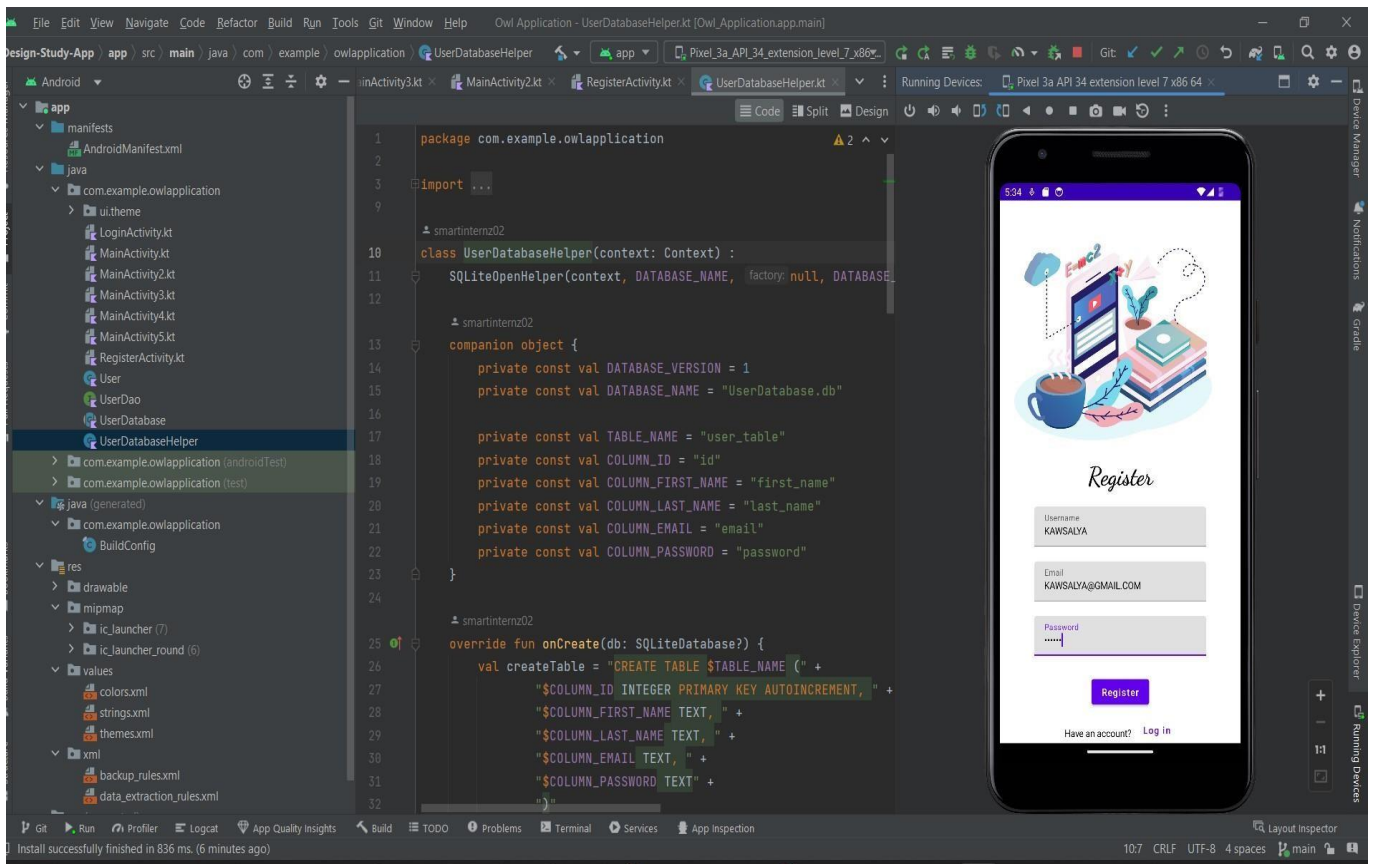 File Edit View Navigate Code Refactor Build Run Tools Git Window Help Owl Application - UserDatabaseHelper.kt [Owl_Application.app.main]
Design-Study-App app src main java com example owlapplication UserDatabaseHelper app Pixel_3a_API_34_extension_level_7_x86... Git:
Android
MainActivity3.kt MainActivity2.kt RegisterActivity.kt UserDatabaseHelper.kt
Running Devices: Pixel 3a API 34 extension level 7 x86 64
Code Split Design
app
manifests
AndroidManifest.xml
java
com.example.owlapplication
ui.theme
LoginActivity.kt
MainActivity.kt
MainActivity2.kt
MainActivity3.kt
MainActivity4.kt
MainActivity5.kt
RegisterActivity.kt
User
UserDao
UserDatabase
UserDatabaseHelper
com.example.owlapplication (androidTest)
com.example.owlapplication (test)
java (generated)
com.example.owlapplication
BuildConfig
res
drawable
mipmap
ic_launcher (7)
ic_launcher_round (6)
values
colors.xml
strings.xml
themes.xml
xml
backup_rules.xml
data_extraction_rules.xml
1 package com.example.owlapplication 2
2
3 import ...
9
smartinternz02
10 class UserDatabaseHelper(context: Context) :
11 SQLiteOpenHelper(context, DATABASE_NAME, factory: null, DATABASE_
12
smartinternz02
13 companion object {
14 private const val DATABASE_VERSION = 1
15 private const val DATABASE_NAME = "UserDatabase.db"
16
17 private const val TABLE_NAME = "user_table"
18 private const val COLUMN_ID = "id"
19 private const val COLUMN_FIRST_NAME = "first_name"
20 private const val COLUMN_LAST_NAME = "last_name"
21 private const val COLUMN_EMAIL = "email"
22 private const val COLUMN_PASSWORD = "password"
23 }
24
smartinternz02
25 override fun onCreate(db: SQLiteDatabase?) {
26 val createTable = "CREATE TABLE $TABLE_NAME (" +
27 "$COLUMN_ID INTEGER PRIMARY KEY AUTOINCREMENT, " +
28 "$COLUMN_FIRST_NAME TEXT, " +
29 "$COLUMN_LAST_NAME TEXT, " +
30 "$COLUMN_EMAIL TEXT, " +
31 "$COLUMN_PASSWORD TEXT" +
32 ")"
5:34
E=mc2
x+y
Register
Username
KAWSALYA
Email
KAWSALYA@GMAIL.COM
Password
••••••
Register
Have an account? Log in
1:1
Device Manager
Notifications
Gradle
Device Explorer
Running Devices
Git Run Profiler Logcat App Quality Insights Build TODO Problems Terminal Services App Inspection Layout Inspector
Install successfully finished in 836 ms. (6 minutes ago) 10:7 CRLF UTF-8 4 spaces main